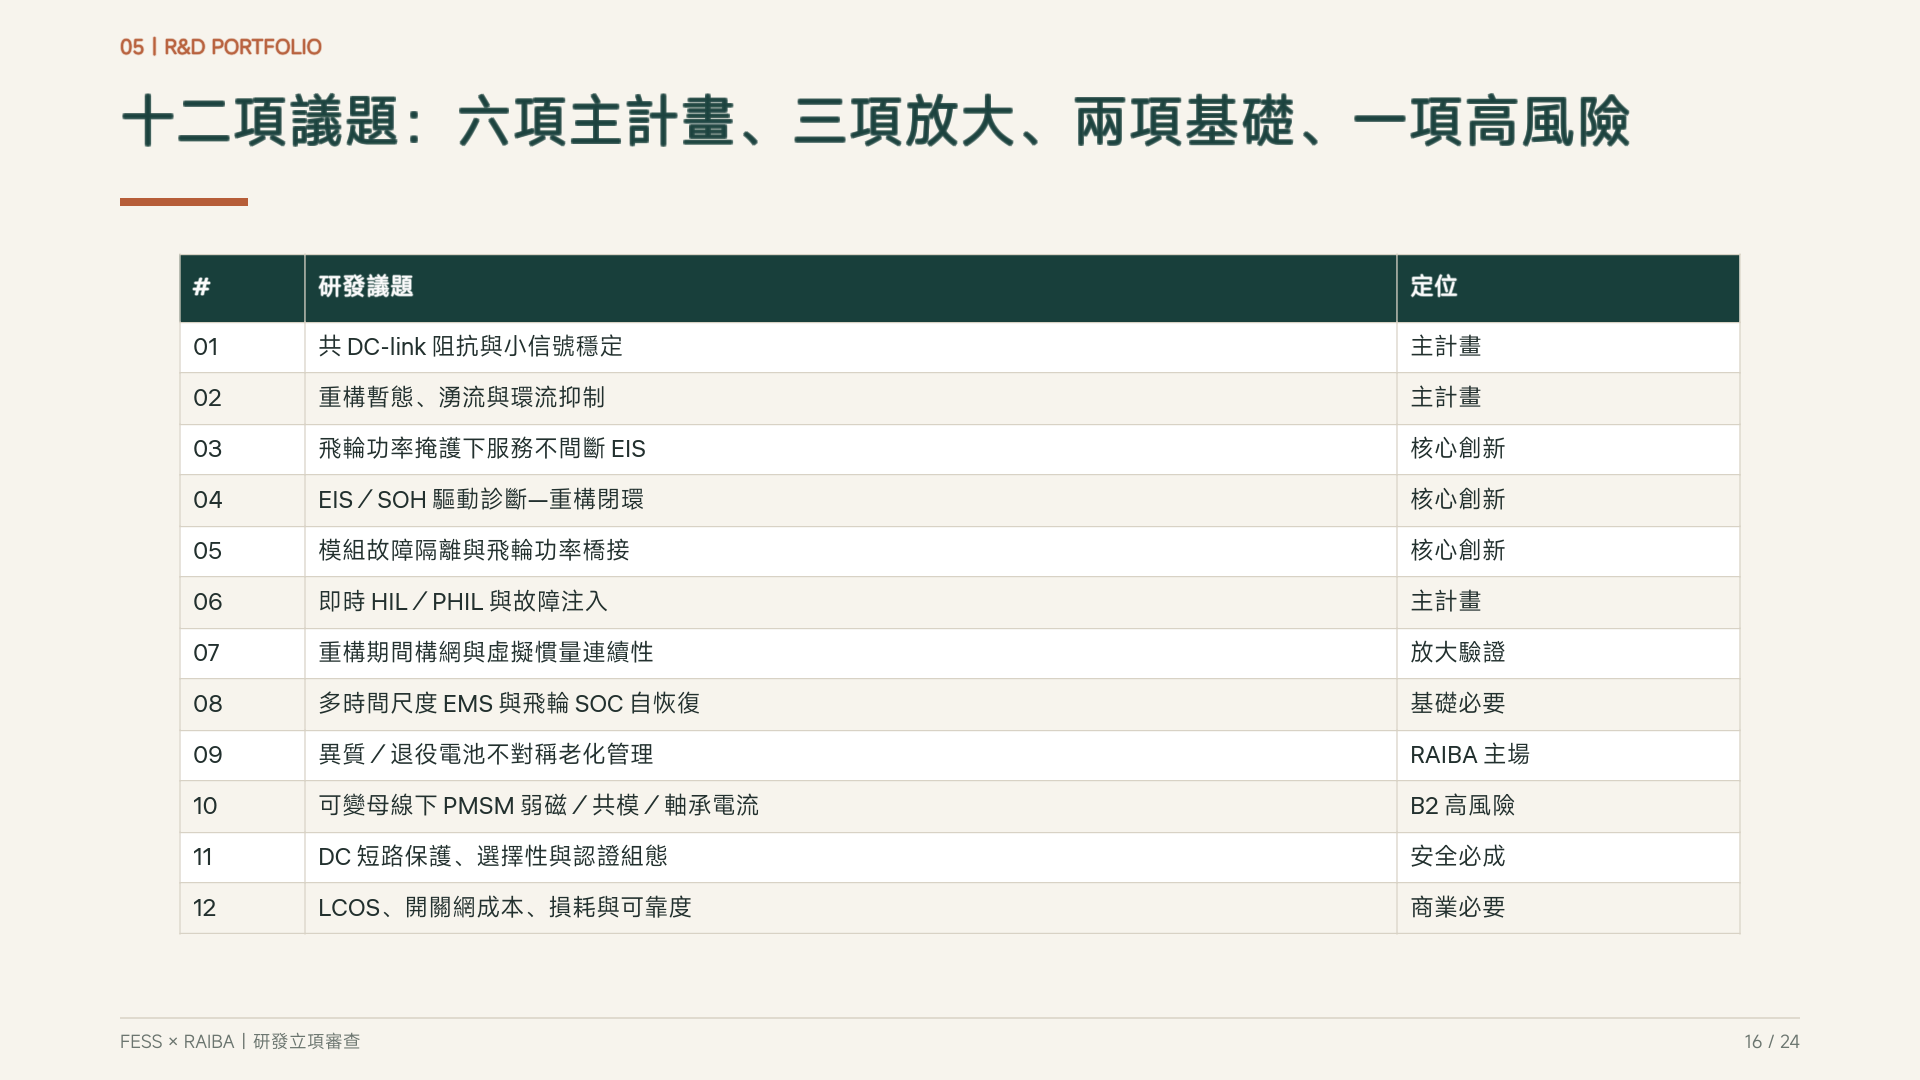 05｜R&D PORTFOLIO
十二項議題：六項主計畫、三項放大、兩項基礎、一項高風險
# 研發議題 定位
01 共 DC-link 阻抗與小信號穩定 主計畫
02 重構暫態、湧流與環流抑制 主計畫
03 飛輪功率掩護下服務不間斷 EIS 核心創新
04 EIS／SOH 驅動診斷—重構閉環 核心創新
05 模組故障隔離與飛輪功率橋接 核心創新
06 即時 HIL／PHIL 與故障注入 主計畫
07 重構期間構網與虛擬慣量連續性 放大驗證
08 多時間尺度 EMS 與飛輪 SOC 自恢復 基礎必要
09 異質／退役電池不對稱老化管理 RAIBA 主場
10 可變母線下 PMSM 弱磁／共模／軸承電流 B2 高風險
11 DC 短路保護、選擇性與認證組態 安全必成
12 LCOS、開關網成本、損耗與可靠度 商業必要
FESS × RAIBA｜研發立項審查
16 / 24